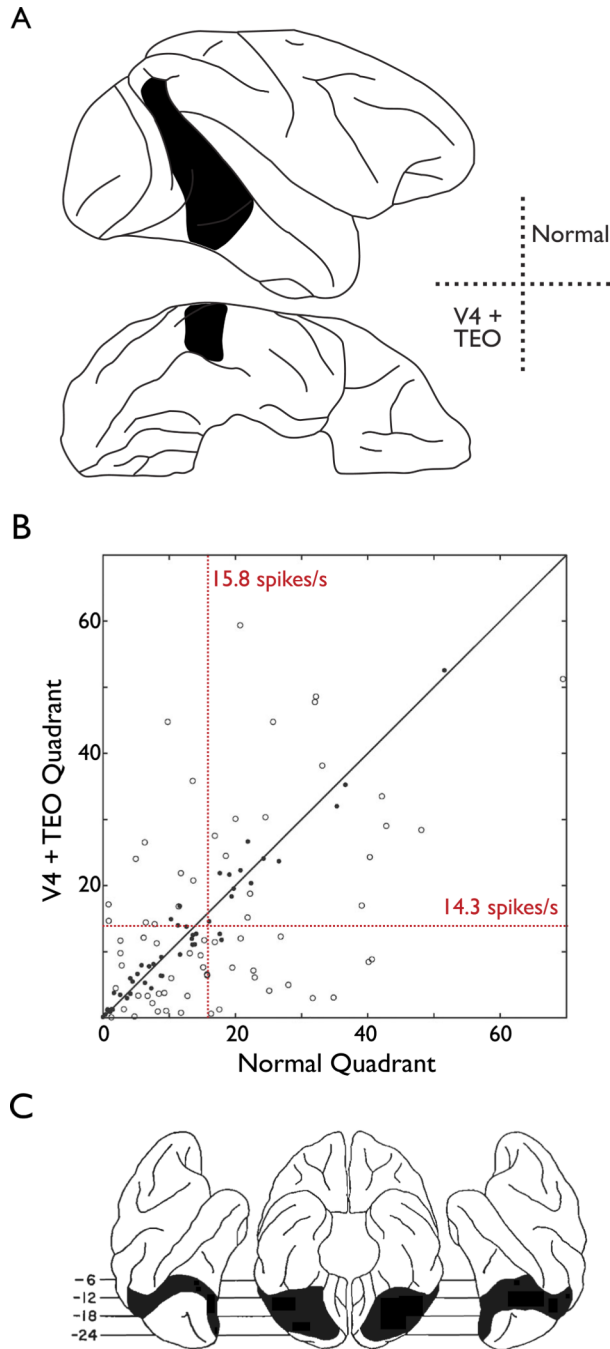 A
Normal
V4 +
TEO
B
15.8 spikes/s
60
40
20
14.3 spikes/s
V4 + TEO Quadrant
0
20
40
60
Normal Quadrant
C
-6
-12
-18
-24